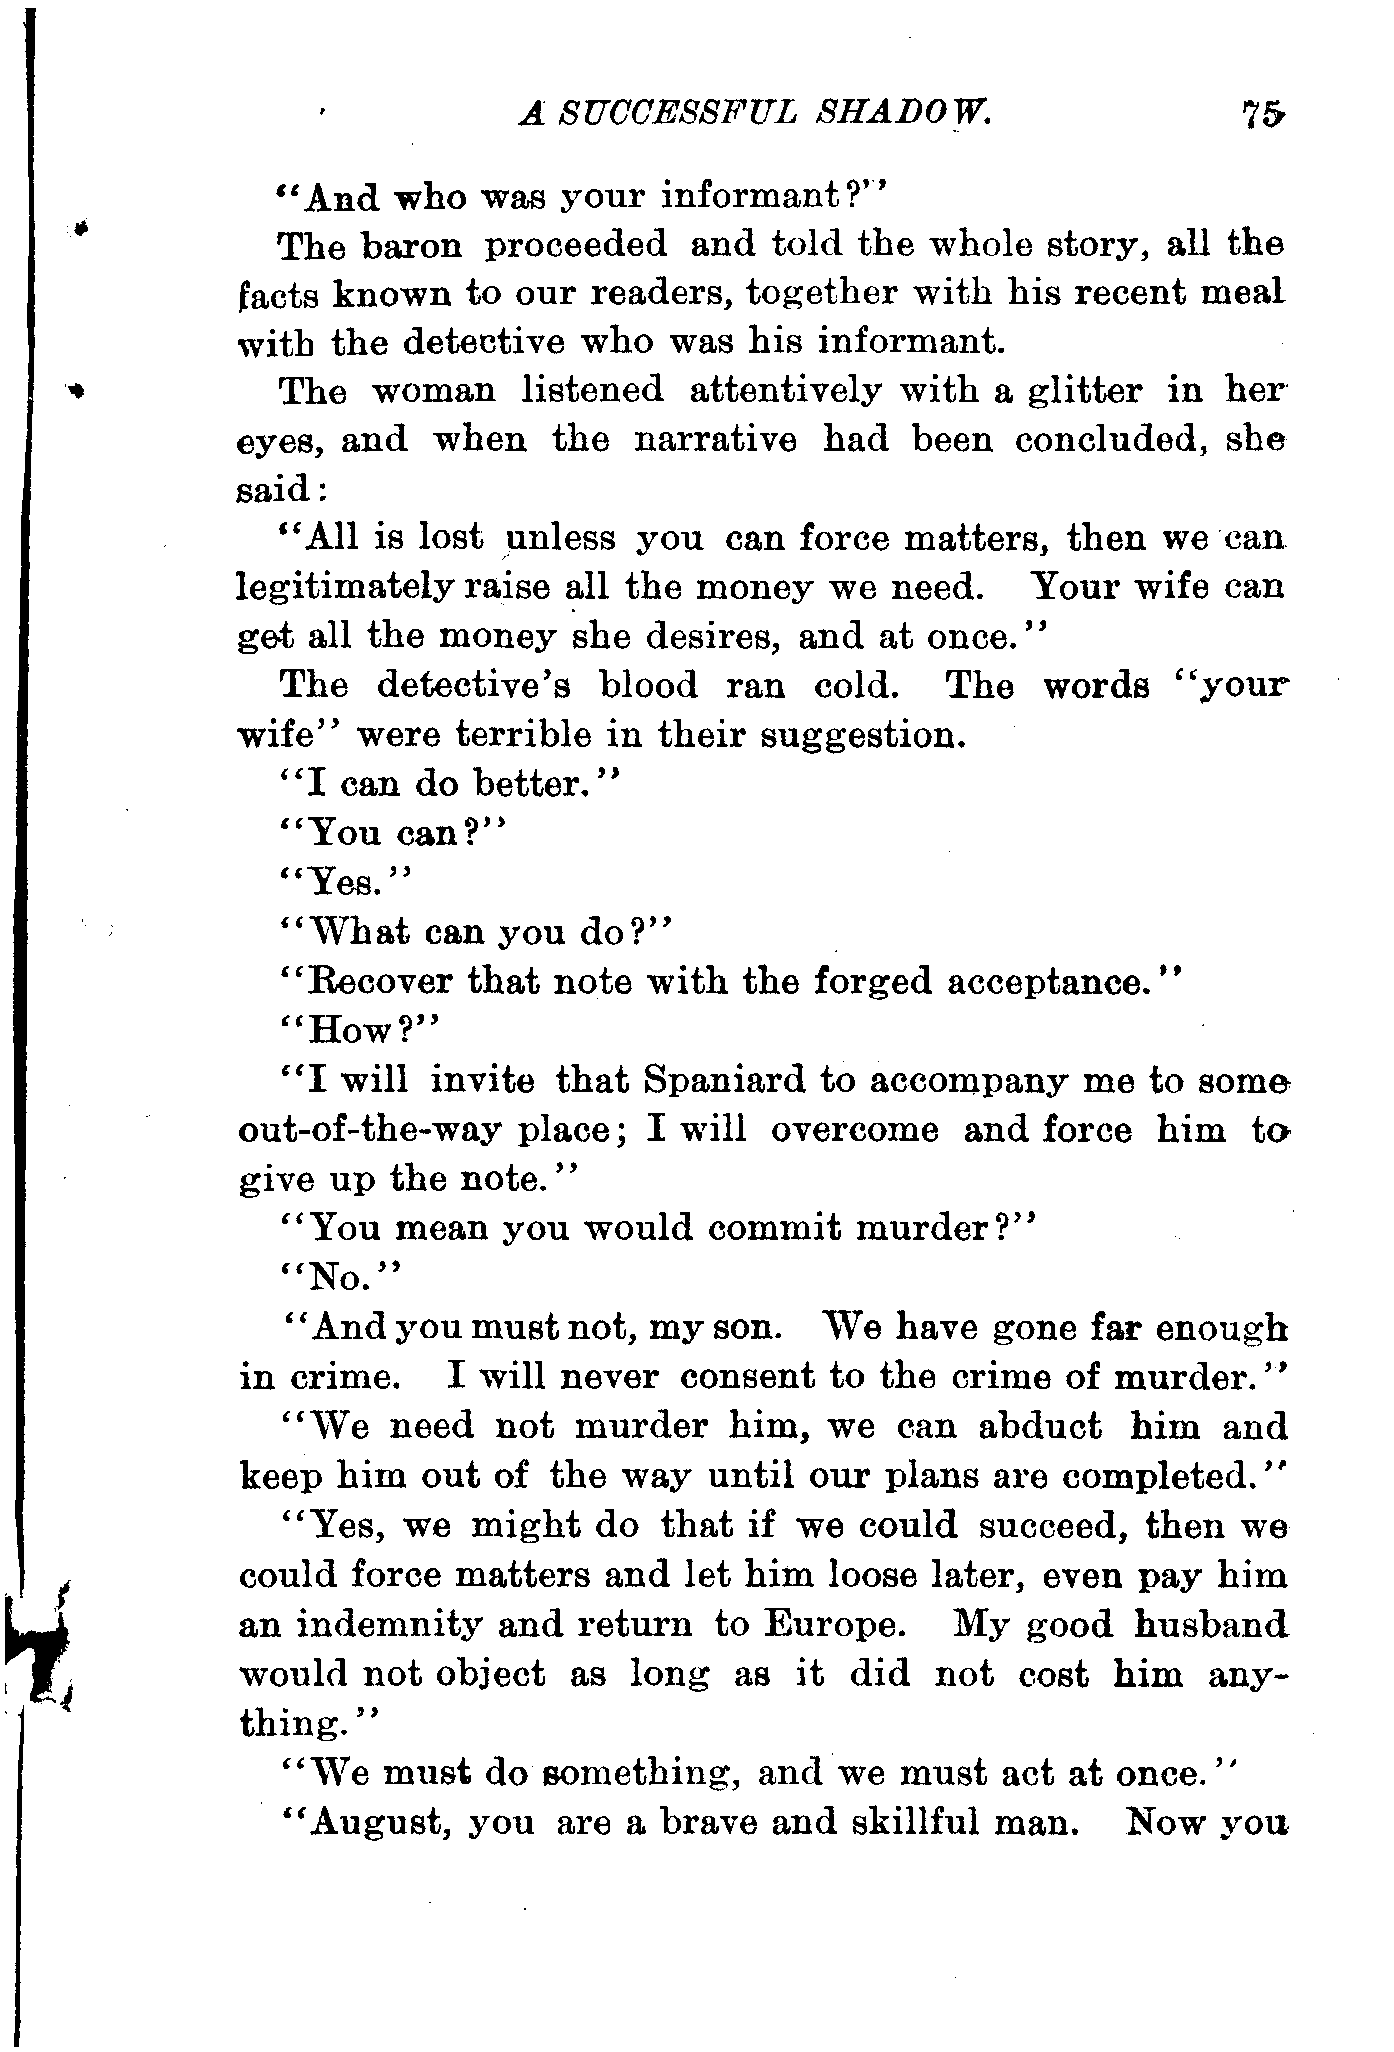 A SUCCESSFUL SHADOW. 75
"And who was your informant?"
The baron proceeded and told the whole story, all the
facts known to our readers, together with his recent meal
with the detective who was his informant.
The woman listened attentively with a glitter in her
eyes, and when the narrative had been concluded, she
said:
"All is lost unless you can force matters, then we can
legitimately raise all the money we need. Your wife can
get all the money she desires, and at once."
The detective's blood ran cold. The words "your
wife" were terrible in their suggestion.
"I can do better."
"You can?"
"Yes."
"What can you do?"
"Recover that note with the forged acceptance."
"How?"
"I will invite that Spaniard to accompany me to some
out-of-the-way place; I will overcome and force him to
give up the note."
"You mean you would commit murder?"
"No."
"And you must not, my son. We have gone far enough
in crime. I will never consent to the crime of murder."
"We need not murder him, we can abduct him and
keep him out of the way until our plans are completed."
"Yes, we might do that if we could succeed, then we
could force matters and let him loose later, even pay him
an indemnity and return to Europe. My good husband
would not object as long as it did not cost him any-
thing."
"We must do something, and we must act at once."
"August, you are a brave and skillful man. Now you